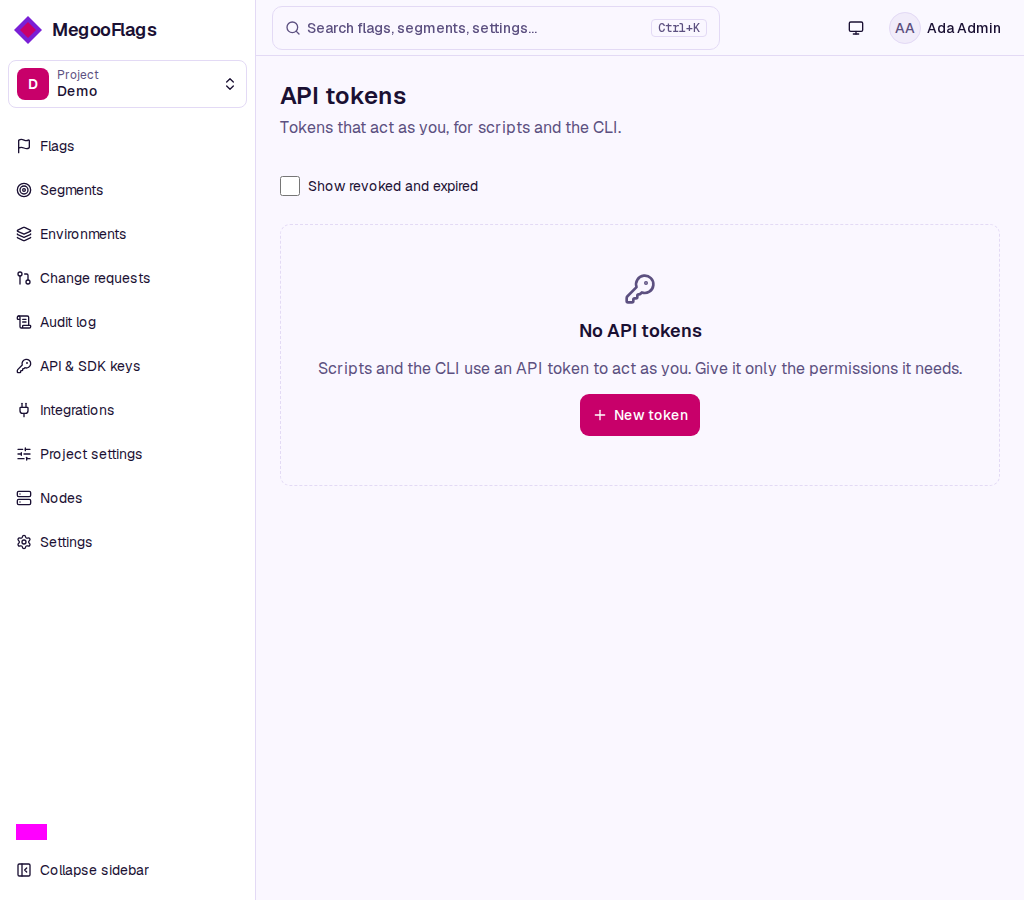 MegooFlags
Search flags, segments, settings...
Ctrl+K
AA
Ada Admin
D
Project
Demo
Flags
Segments
Environments
Change requests
Audit log
API & SDK keys
Integrations
Project settings
Nodes
Settings
Collapse sidebar
API tokens
Tokens that act as you, for scripts and the CLI.
Show revoked and expired
No API tokens
Scripts and the CLI use an API token to act as you. Give it only the permissions it needs.
New token